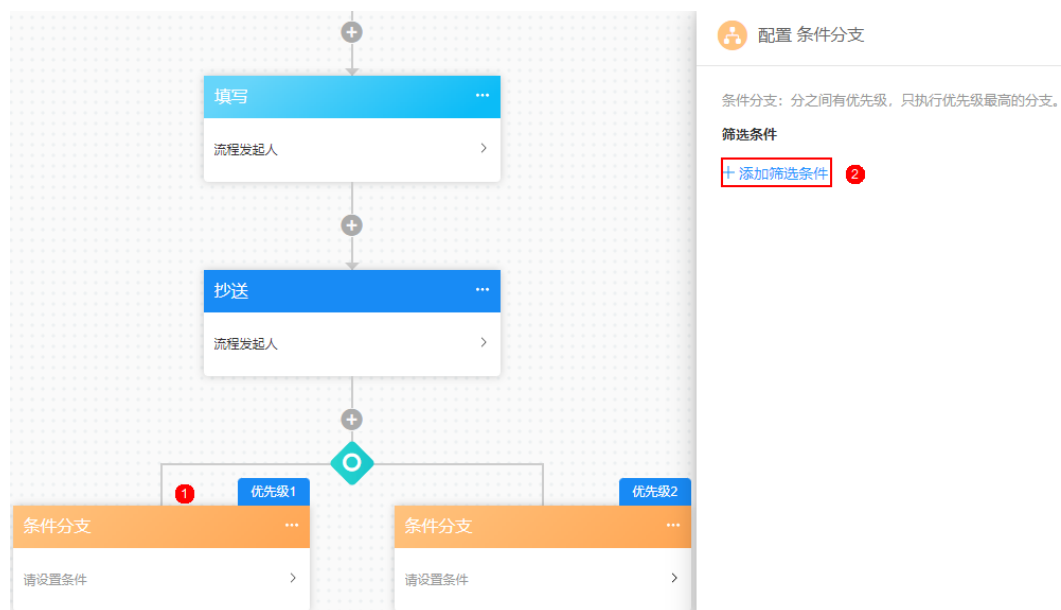 填写
...
流程发起人
抄送
...
流程发起人
1
优先级1
优先级2
条件分支
...
条件分支
...
请设置条件
请设置条件
配置 条件分支
条件分支：分之间有优先级，只执行优先级最高的分支。
筛选条件
+ 添加筛选条件
2